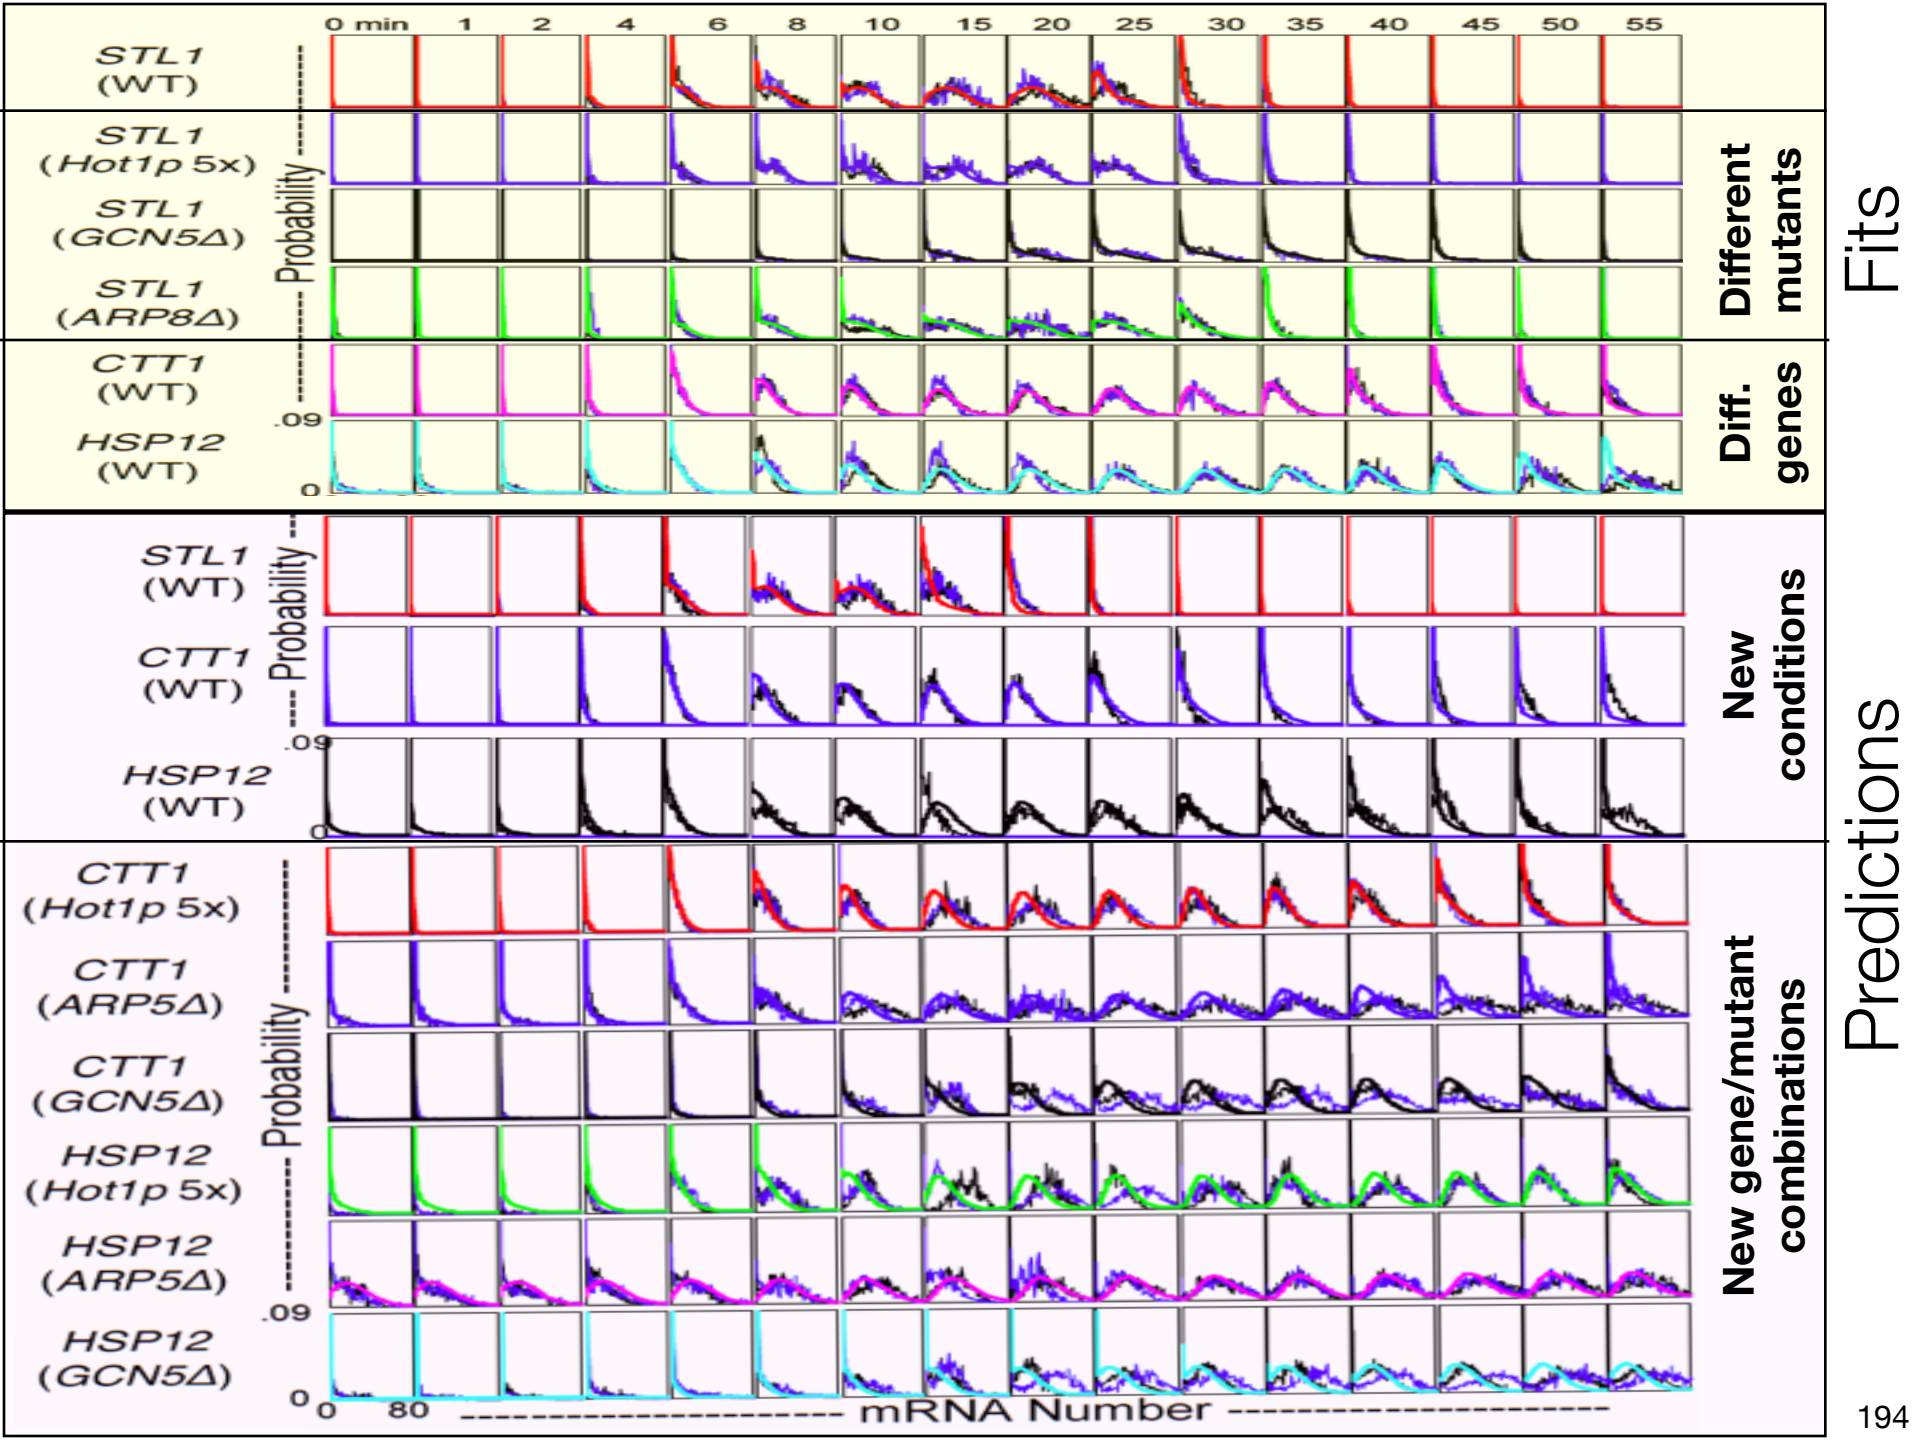 0 min 1 2 4 6 8 10 15 20 25 30 35 40 45 50 55
STL1
(WT)
STL1
(Hot1p 5x)
STL1
(GCN5Δ)
STL1
(ARP8Δ)
Probability
Different
mutants
CTT1
(WT)
.09
HSP12
(WT)
0
Diff.
genes
Fits
STL1
(WT)
Probability
CTT1
(WT)
.09
HSP12
(WT)
0
New
conditions
CTT1
(Hot1p 5x)
CTT1
(ARP5Δ)
CTT1
(GCN5Δ)
Probability
HSP12
(Hot1p 5x)
HSP12
(ARP5Δ)
.09
HSP12
(GCN5Δ)
0
0 80 mRNA Number
New gene/mutant
combinations
Predictions
194